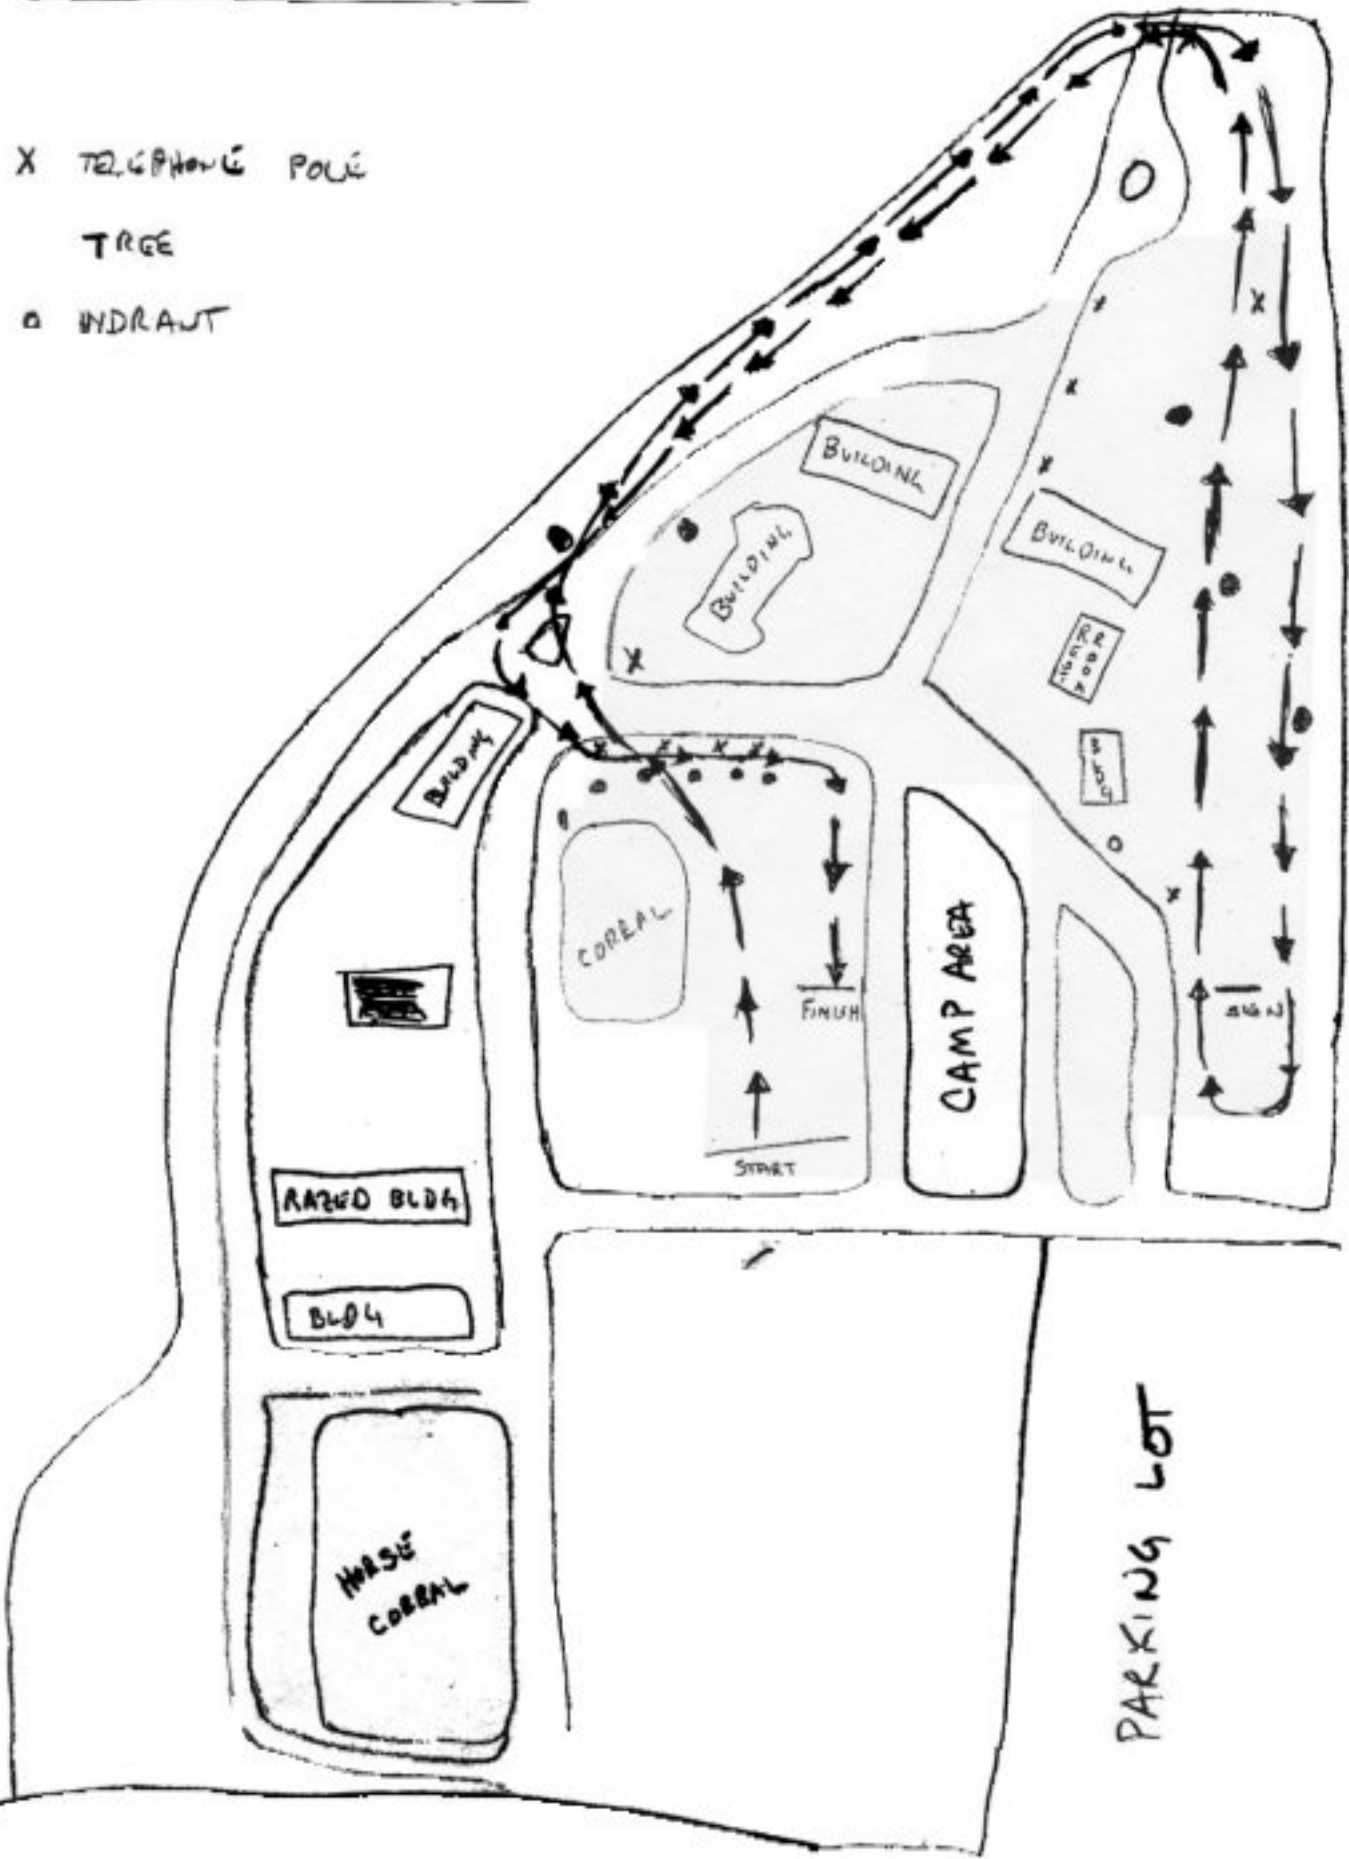 X TELEPHONE POLE
TREE
O HYDRANT
BUILDING
BUILDING
BUILDING
BUILDING
CORRAL
FINISH
CAMP AREA
SIGN
START
RAZED BLDG
BLDG
HORSE
CORRAL
PARKING LOT